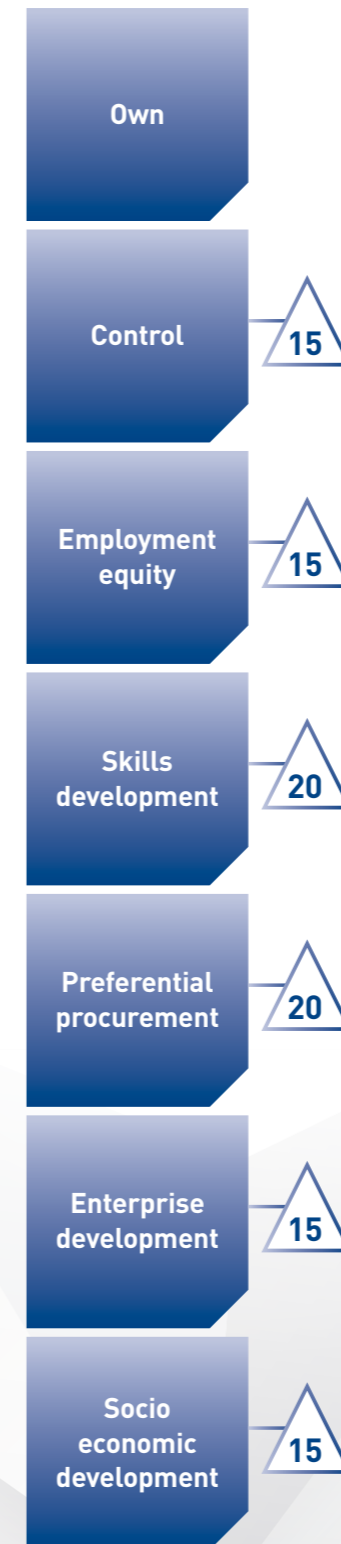 Own
Control
15
Employment
equity
15
Skills
development
20
Preferential
procurement
20
Enterprise
development
15
Socio
economic
development
15